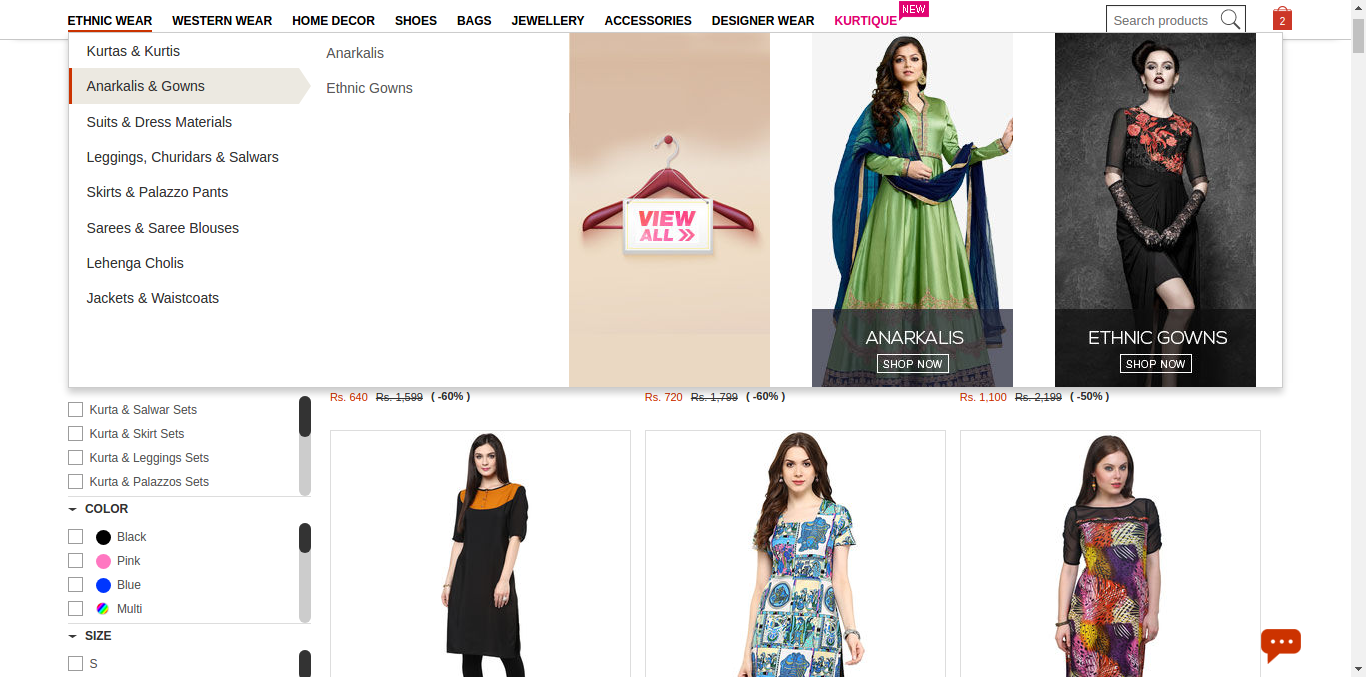 ETHNIC WEAR WESTERN WEAR HOME DECOR SHOES BAGS JEWELLERY ACCESSORIES DESIGNER WEAR KURTIQUE NEW Search products 2
Kurtas & Kurtis
Anarkalis & Gowns
Suits & Dress Materials
Leggings, Churidars & Salwars
Skirts & Palazzo Pants
Sarees & Saree Blouses
Lehenga Cholis
Jackets & Waistcoats
Anarkalis
Ethnic Gowns
VIEW
ALL
ANARKALIS
SHOP NOW
ETHNIC GOWNS
SHOP NOW
Rs. 640 Rs. 1,599 ( -60% )
Rs. 720 Rs. 1,799 ( -60% )
Rs. 1,100 Rs. 2,199 ( -50% )
Kurta & Salwar Sets
Kurta & Skirt Sets
Kurta & Leggings Sets
Kurta & Palazzos Sets
COLOR
Black
Pink
Blue
Multi
SIZE
S